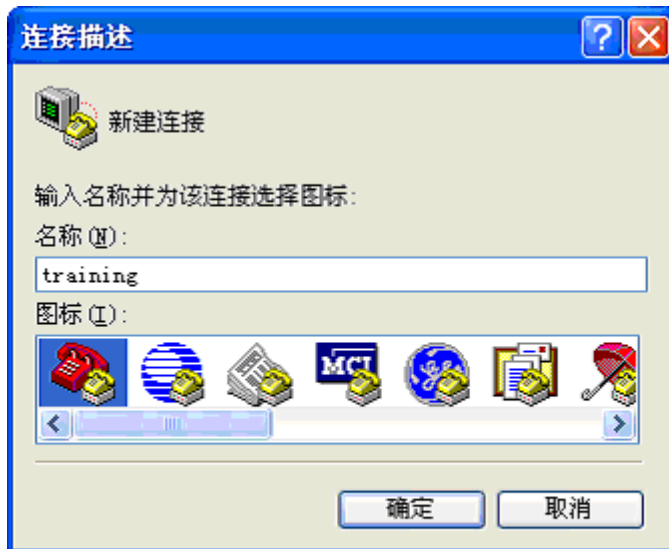 连接描述
新建连接
输入名称并为该连接选择图标:
名称(N):
training
图标(I):
MCI
确定
取消